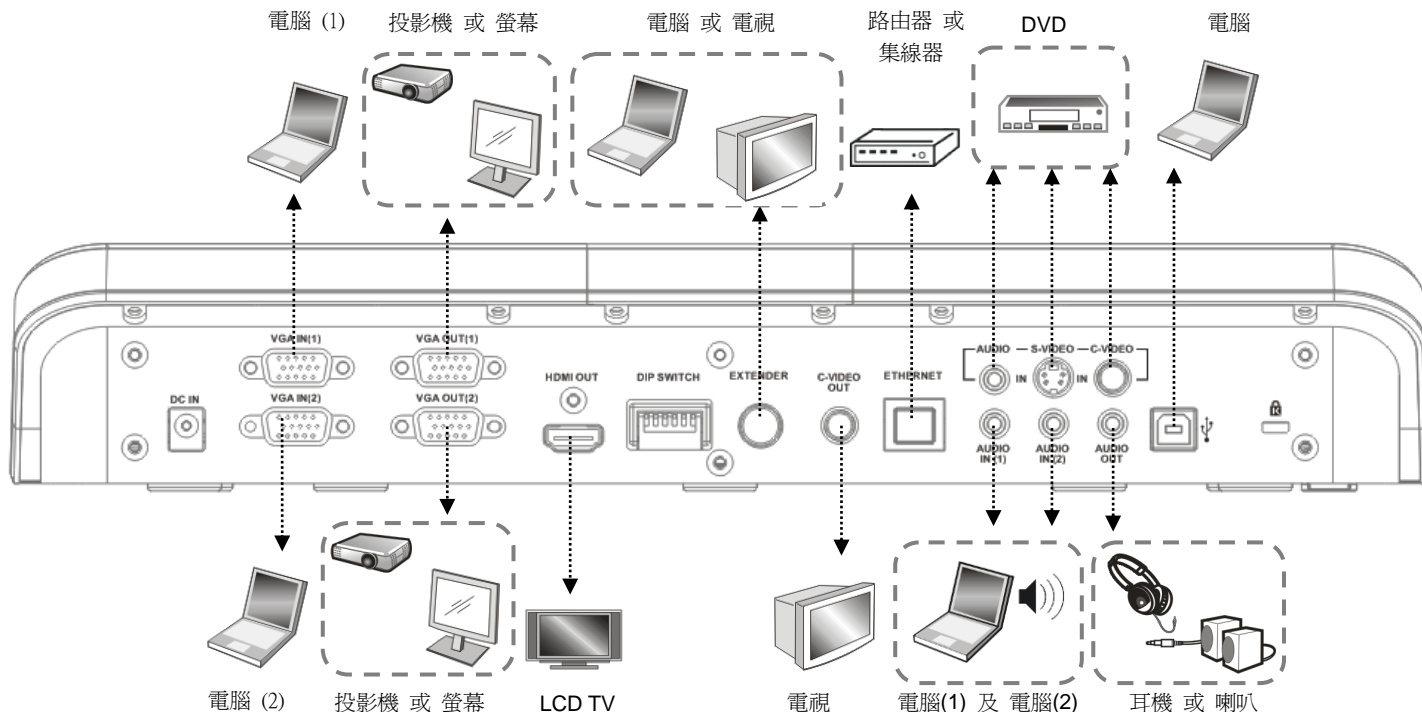 電腦 (1)
投影機 或 螢幕
電腦 或 電視
路由器 或
集線器
DVD
電腦
VGA IN(1)
VGA OUT(1)
AUDIO
S-VIDEO
C-VIDEO
IN
IN
DC IN
VGA IN(2)
VGA OUT(2)
HDMI OUT
DIP SWITCH
EXTENDER
C-VIDEO
OUT
ETHERNET
AUDIO
IN(1)
AUDIO
IN(2)
AUDIO
OUT
K
電腦 (2)
投影機 或 螢幕
LCD TV
電視
電腦(1) 及 電腦(2)
耳機 或 喇叭